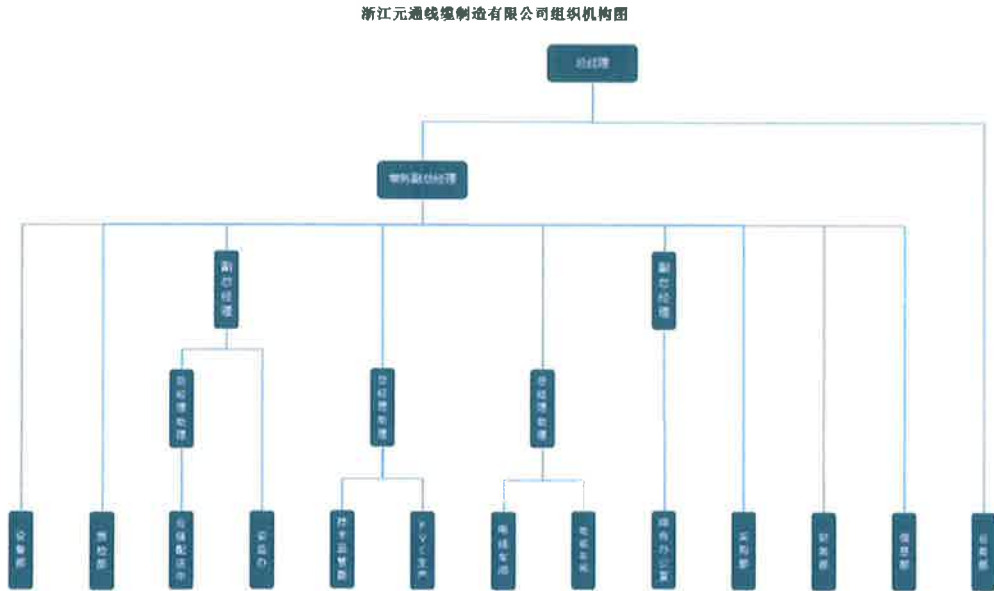 浙江元通线缆制造有限公司组织机构图
总经理
常务副总经理
副总经理
副总经理
总经理助理
总经理助理
总经理助理
设备部
质检部
仓储配送中
安监办
技术监管部
PVC生产
电线车间
电缆车间
综合办公室
采购部
财务部
信息部